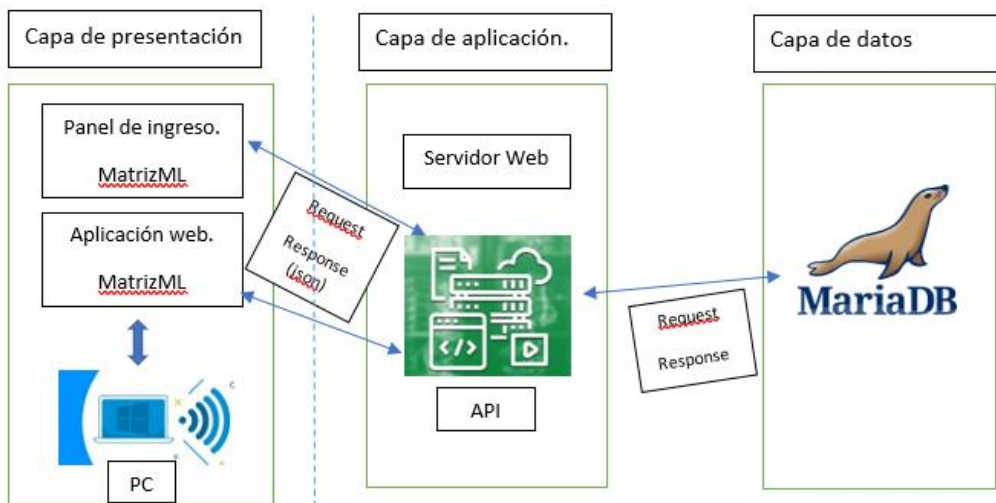 Capa de presentación
Capa de aplicación.
Capa de datos
Panel de ingreso.
MatrizML
Aplicación web.
MatrizML
PC
Request
Response
(json)
Servidor Web
</>
API
Request
Response
MariaDB